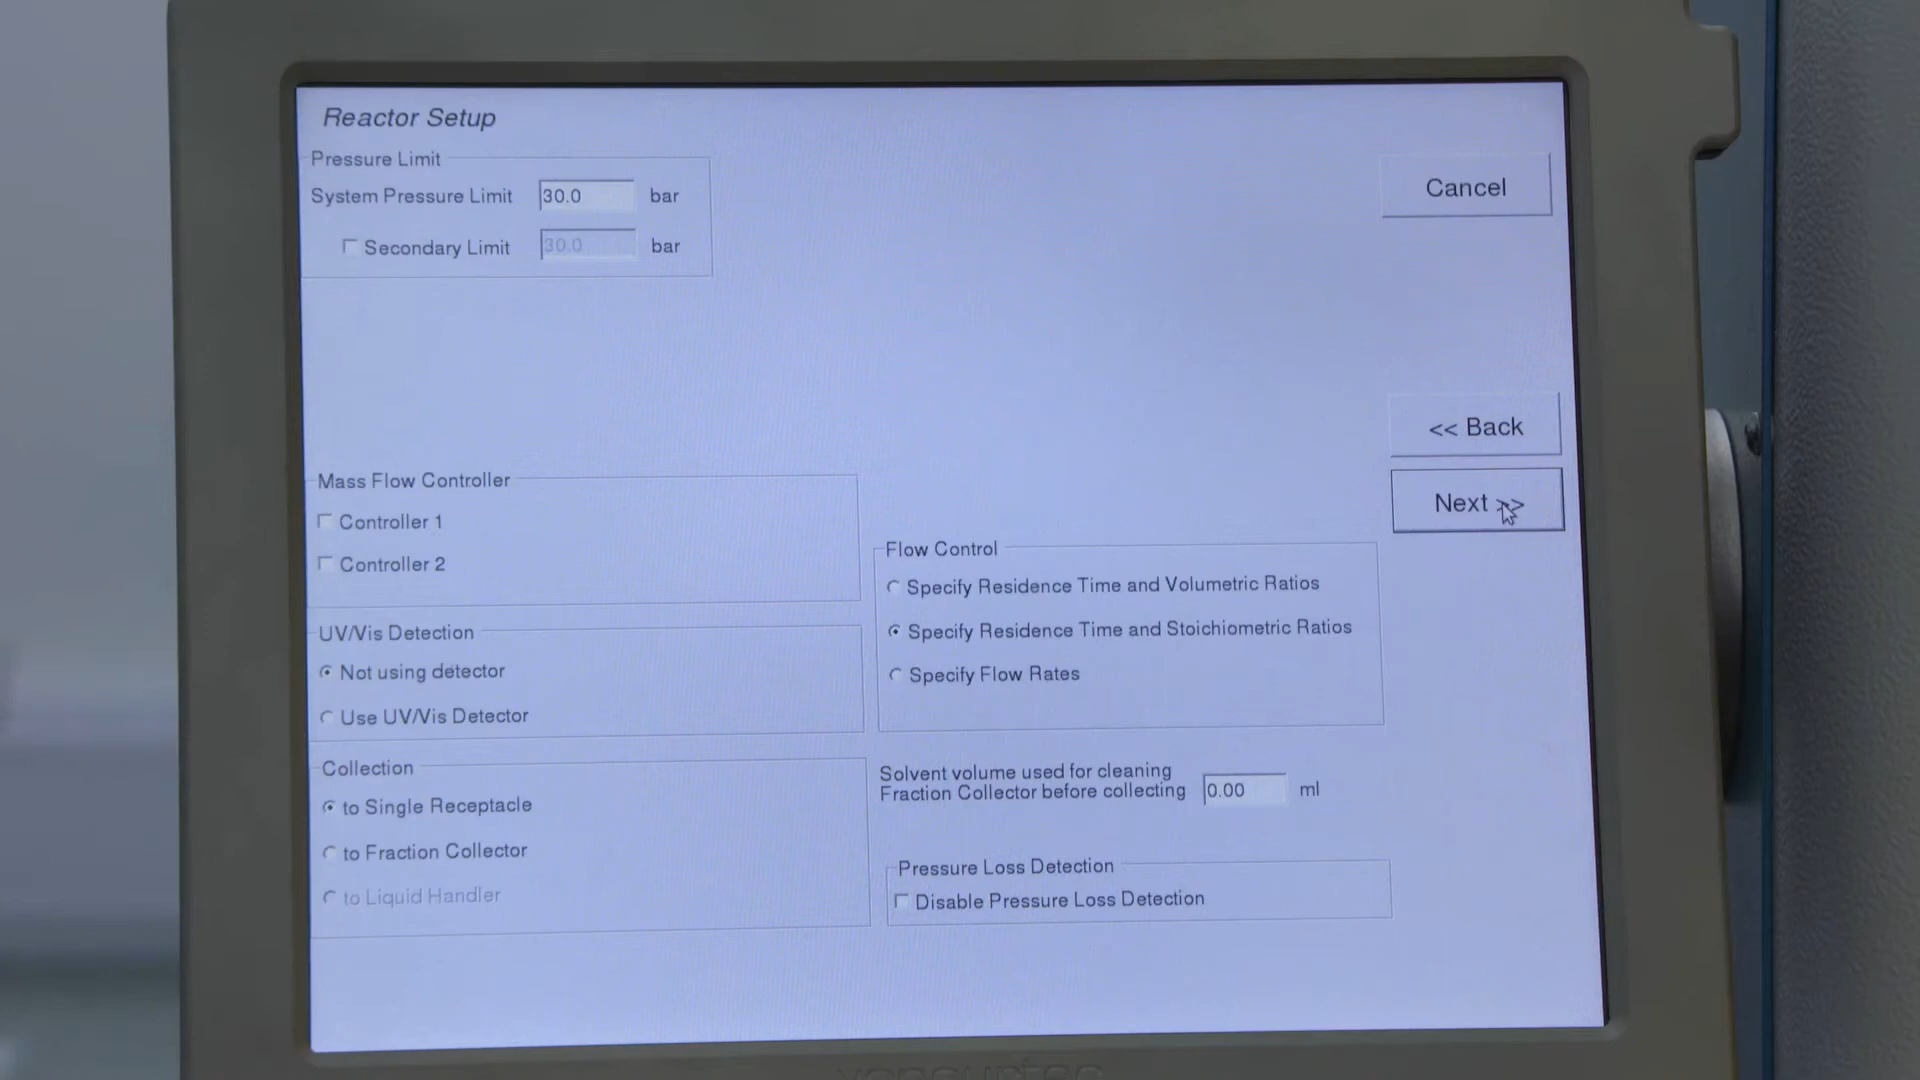 Reactor Setup
Pressure Limit
System Pressure Limit 30.0 bar
Secondary Limit 30.0 bar
Cancel
<< Back
Next >>
Mass Flow Controller
Controller 1
Controller 2
UV/Vis Detection
Not using detector
Use UV/Vis Detector
Collection
to Single Receptacle
to Fraction Collector
to Liquid Handler
Flow Control
Specify Residence Time and Volumetric Ratios
Specify Residence Time and Stoichiometric Ratios
Specify Flow Rates
Solvent volume used for cleaning
Fraction Collector before collecting 0.00 ml
Pressure Loss Detection
Disable Pressure Loss Detection